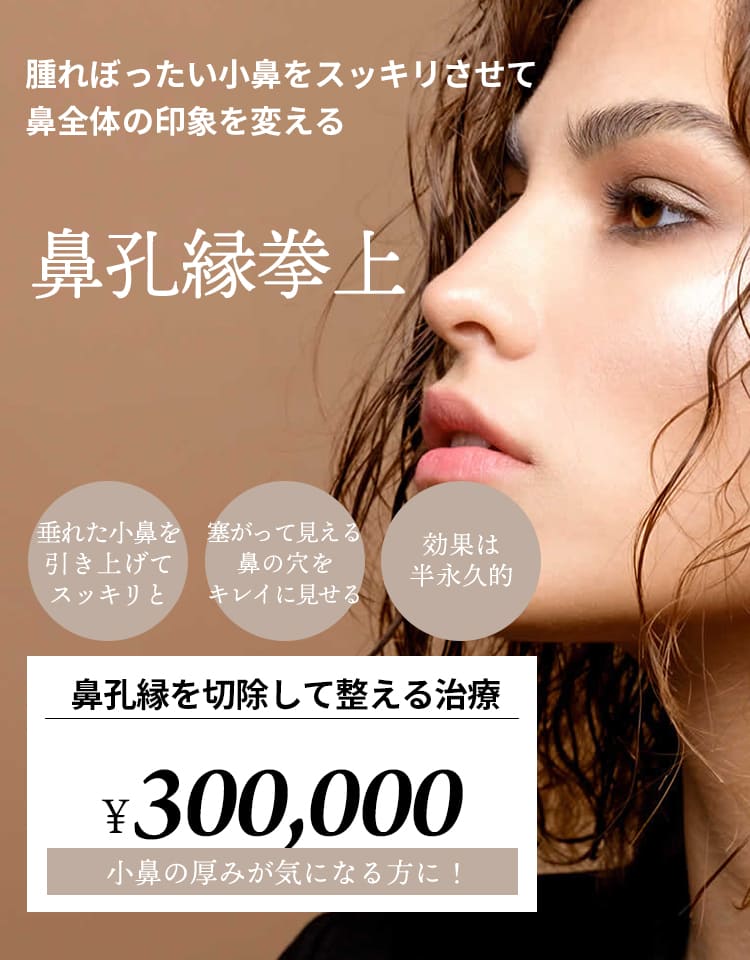 腫れぼったい小鼻をスッキリさせて
鼻全体の印象を変える
鼻孔縁挙上
垂れた小鼻を
引き上げて
スッキリと
塞がって見える
鼻の穴を
キレイに見せる
効果は
半永久的
鼻孔縁を切除して整える治療
¥300,000
小鼻の厚みが気になる方に！